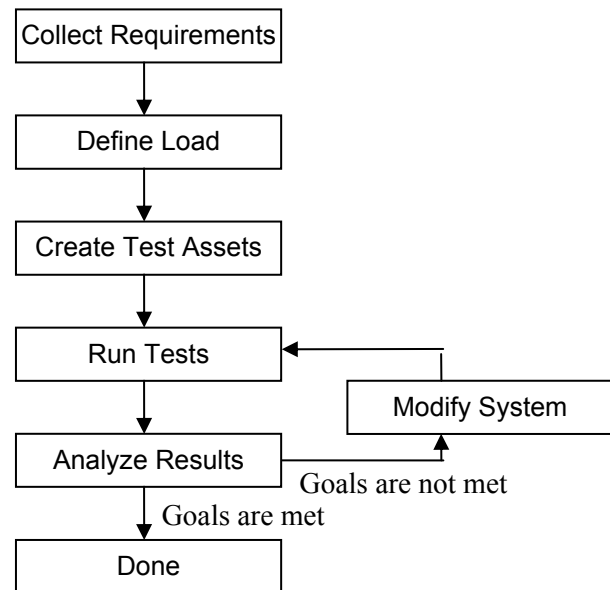 Collect Requirements
Define Load
Create Test Assets
Run Tests
Modify System
Analyze Results
Goals are not met
Goals are met
Done